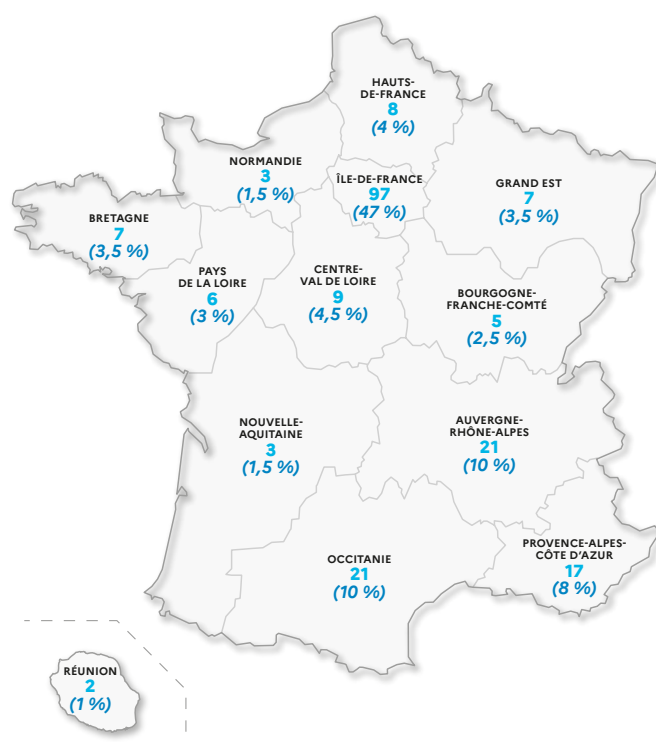 HAUTS-
DE-FRANCE
8
(4 %)
NORMANDIE
3
(1,5 %)
ÎLE-DE-FRANCE
97
(47 %)
GRAND EST
7
(3,5 %)
BRETAGNE
7
(3,5 %)
PAYS
DE LA LOIRE
6
(3 %)
CENTRE-
VAL DE LOIRE
9
(4,5 %)
BOURGOGNE-
FRANCHE-COMTÉ
5
(2,5 %)
NOUVELLE-
AQUITAINE
3
(1,5 %)
AUVERGNE-
RHÔNE-ALPES
21
(10 %)
OCCITANIE
21
(10 %)
PROVENCE-ALPES-
CÔTE D'AZUR
17
(8 %)
RÉUNION
2
(1 %)